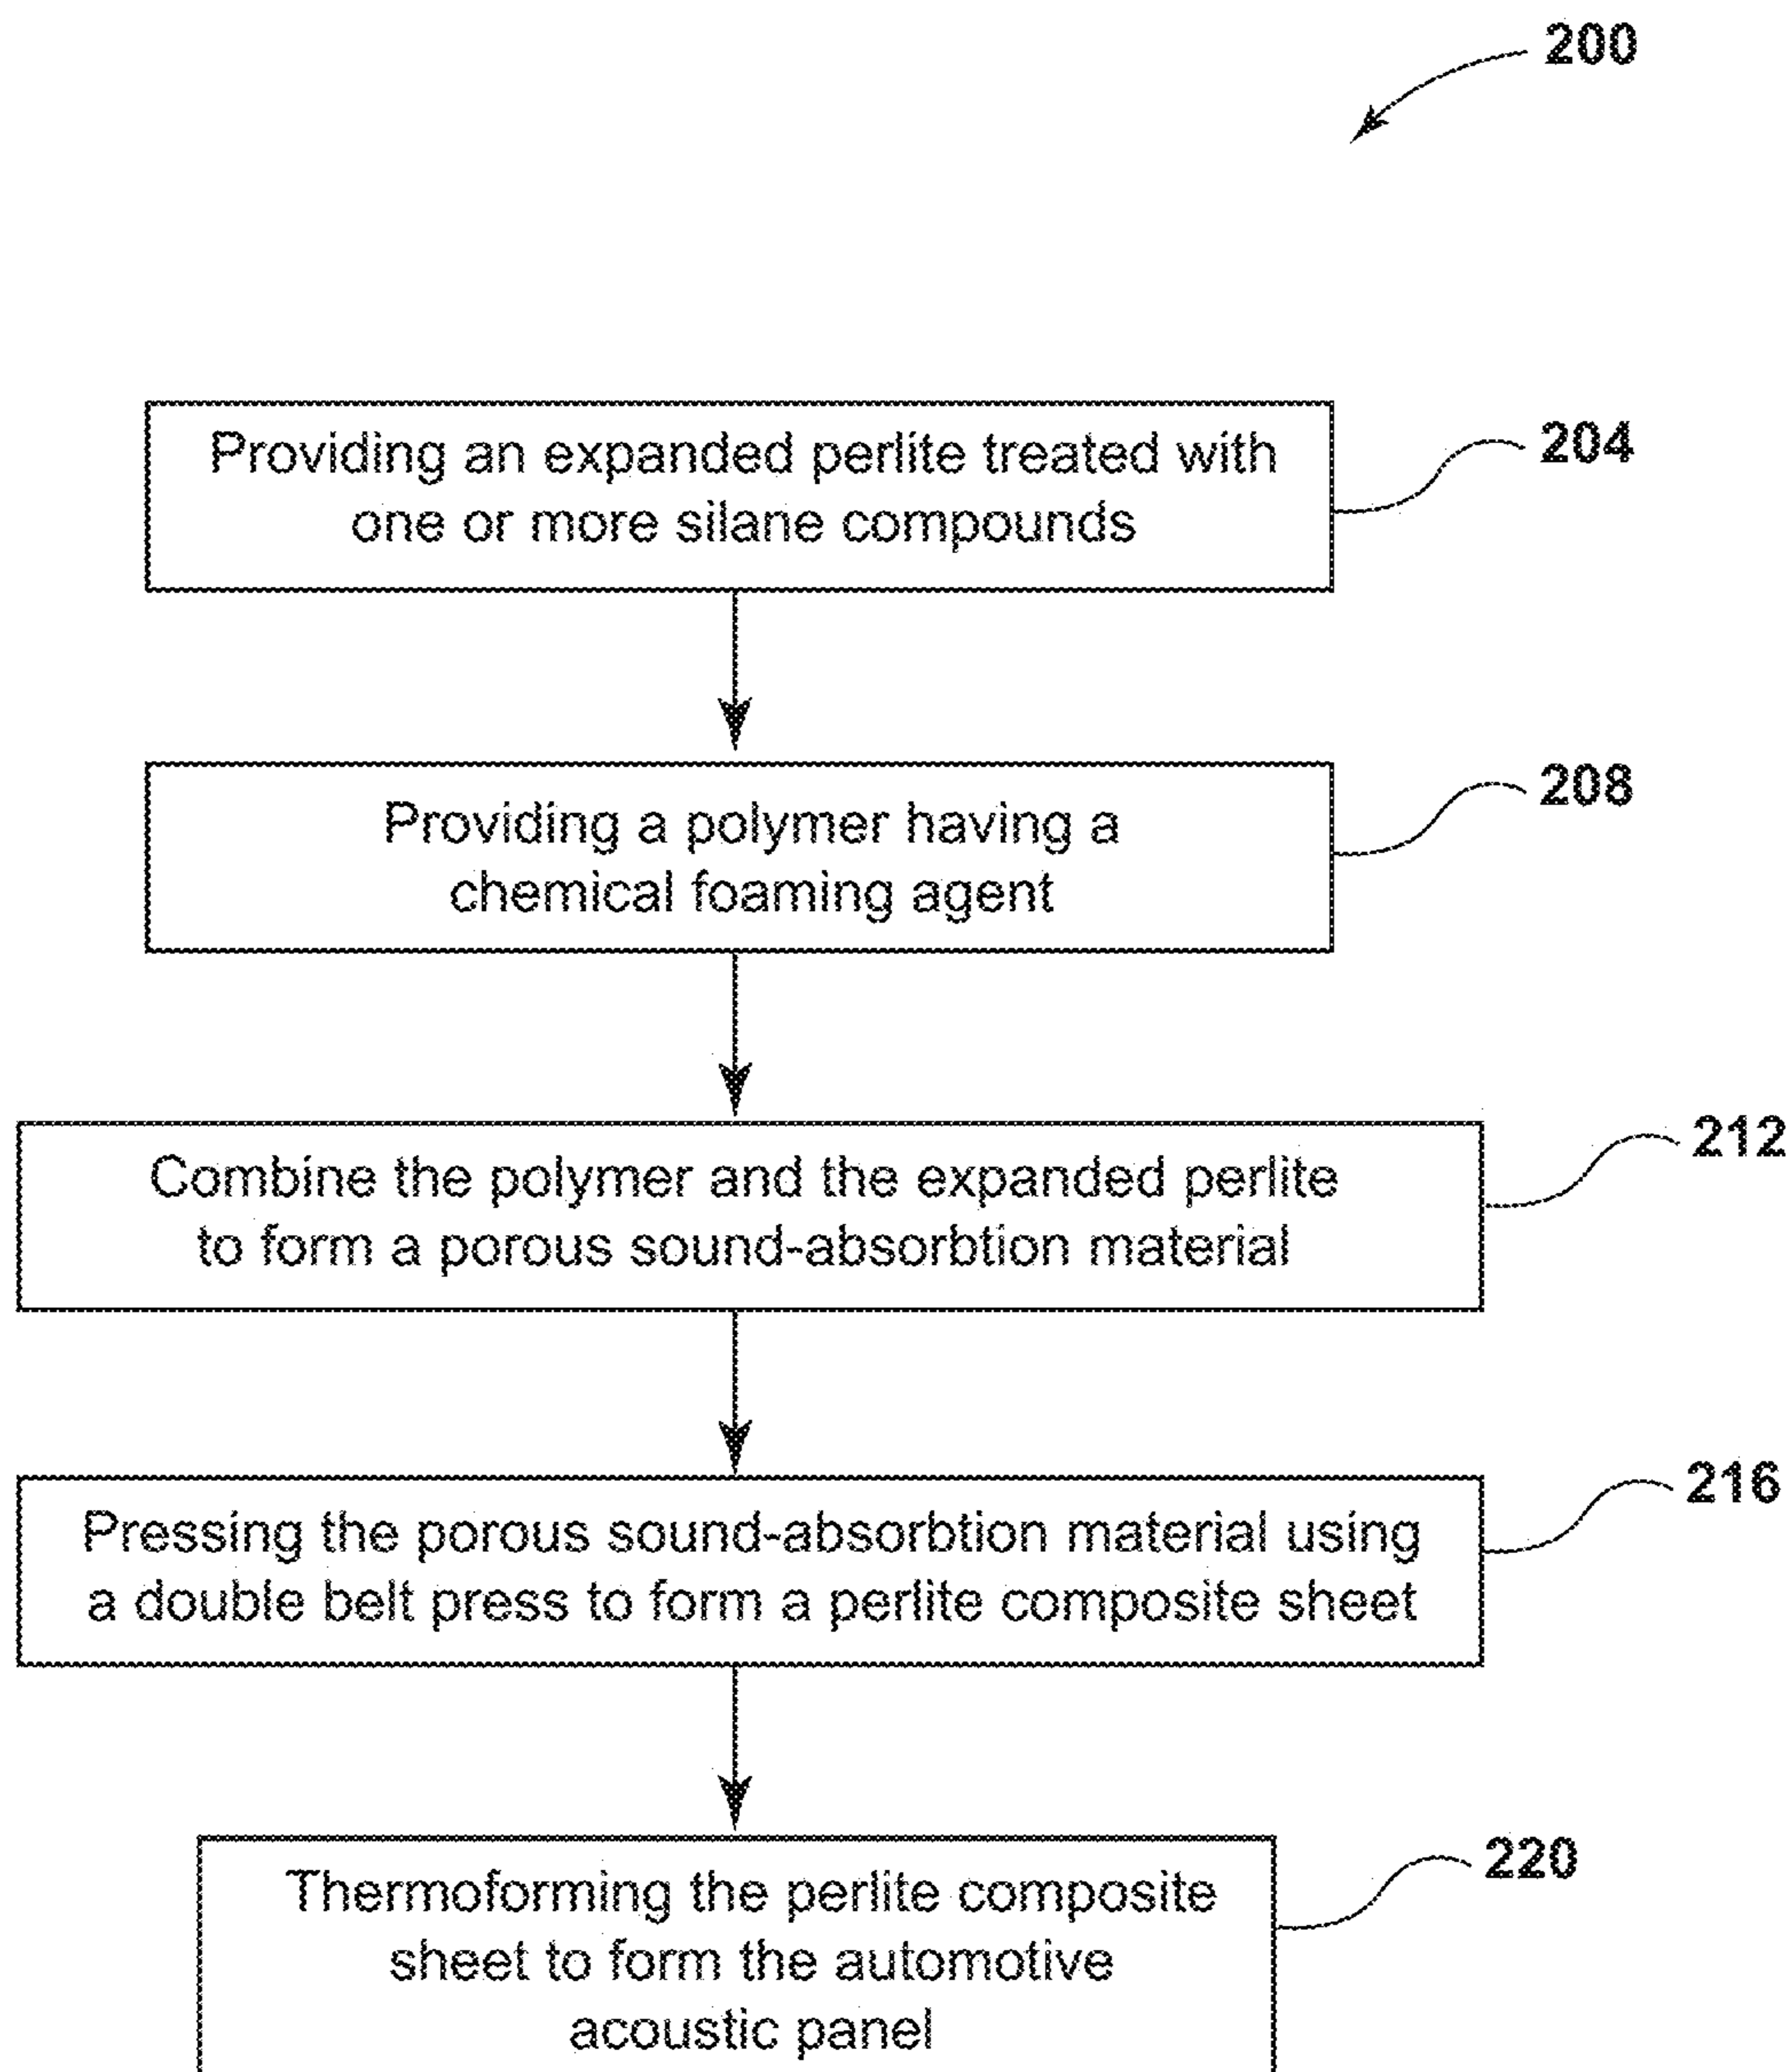 200
Providing an expanded perlite treated with
one or more silane compounds
204
Providing a polymer having a
chemical foaming agent
208
Combine the polymer and the expanded perlite
to form a porous sound-absorbtion material
212
Pressing the porous sound-absorbtion material using
a double belt press to form a perlite composite sheet
216
Thermoforming the perlite composite
sheet to form the automotive
acoustic panel
220